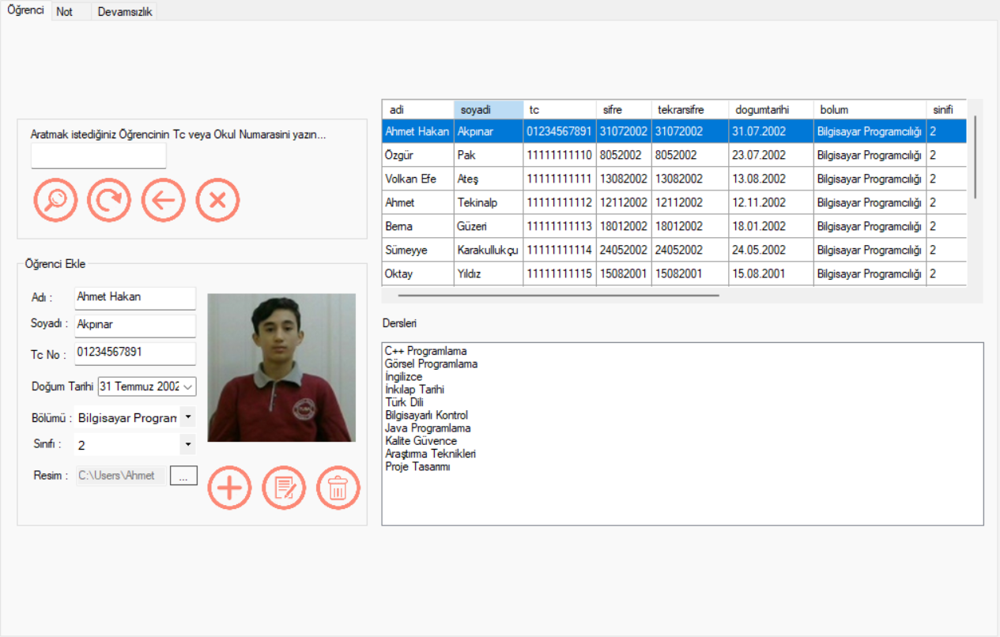 Öğrenci Not Devamsızlık
Aratmak istediğiniz Öğrencinin Tc veya Okul Numarasini yazın...
Öğrenci Ekle
Adı : Ahmet Hakan
Soyadı : Akpınar
Tc No : 01234567891
Doğum Tarihi 31 Temmuz 2002
Bölümü : Bilgisayar Program
Sınıfı : 2
Resim : C:\Users\Ahmet ...
adi soyadi tc sifre tekrarsifre dogumtarihi bolum sinifi
Ahmet Hakan Akpınar 01234567891 31072002 31072002 31.07.2002 Bilgisayar Programcılığı 2
Özgür Pak 11111111110 8052002 8052002 23.07.2002 Bilgisayar Programcılığı 2
Volkan Efe Ateş 11111111111 13082002 13082002 13.08.2002 Bilgisayar Programcılığı 2
Ahmet Tekinalp 11111111112 12112002 12112002 12.11.2002 Bilgisayar Programcılığı 2
Berna Güzeri 11111111113 18012002 18012002 18.01.2002 Bilgisayar Programcılığı 2
Sümeyye Karakullukçu 11111111114 24052002 24052002 24.05.2002 Bilgisayar Programcılığı 2
Oktay Yıldız 11111111115 15082001 15082001 15.08.2001 Bilgisayar Programcılığı 2
Dersleri
C++ Programlama
Görsel Programlama
İngilizce
İnkılap Tarihi
Türk Dili
Bilgisayarlı Kontrol
Java Programlama
Kalite Güvence
Araştırma Teknikleri
Proje Tasarımı